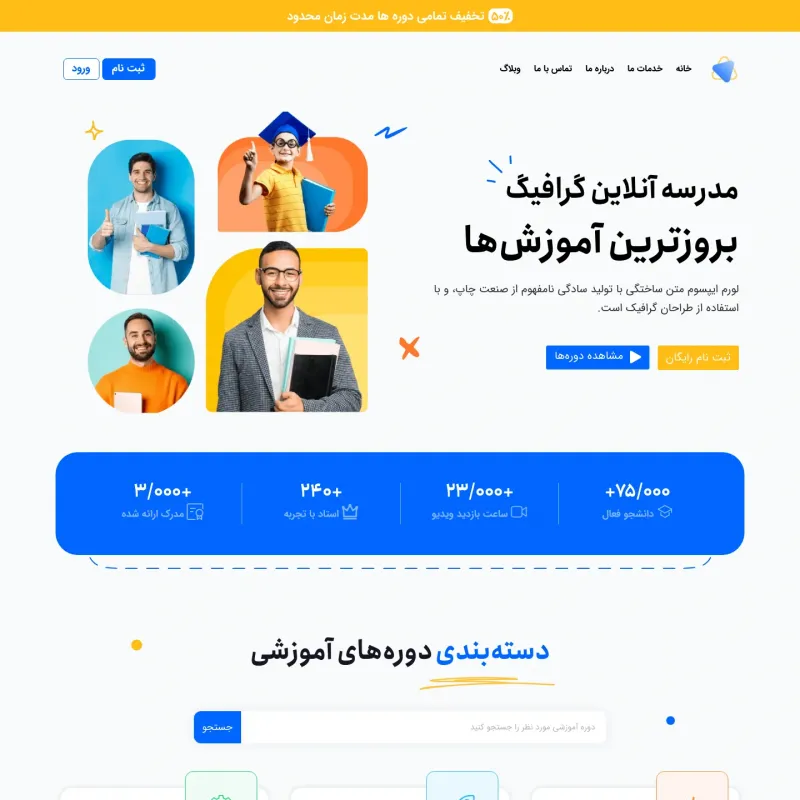 ۵۰٪ تخفیف تمامی دوره ها مدت زمان محدود
خانه خدمات ما درباره ما تماس با ما وبلاگ
ثبت نام ورود
مدرسه آنلاین گرافیگ
بروزترین آموزش‌ها
لورم ایپسوم متن ساختگی با تولید سادگی نامفهوم از صنعت چاپ، و با
استفاده از طراحان گرافیک است.
ثبت نام رایگان مشاهده دوره‌ها
۷۵/۰۰۰+ ۲۳/۰۰۰+ ۲۴۰+ ۳/۰۰۰+
دانشجو فعال ساعت بازدید ویدیو استاد با تجربه مدرک ارائه شده
دسته‌بندی دوره‌های آموزشی
دوره آموزشی مورد نظر را جستجو کنید جستجو